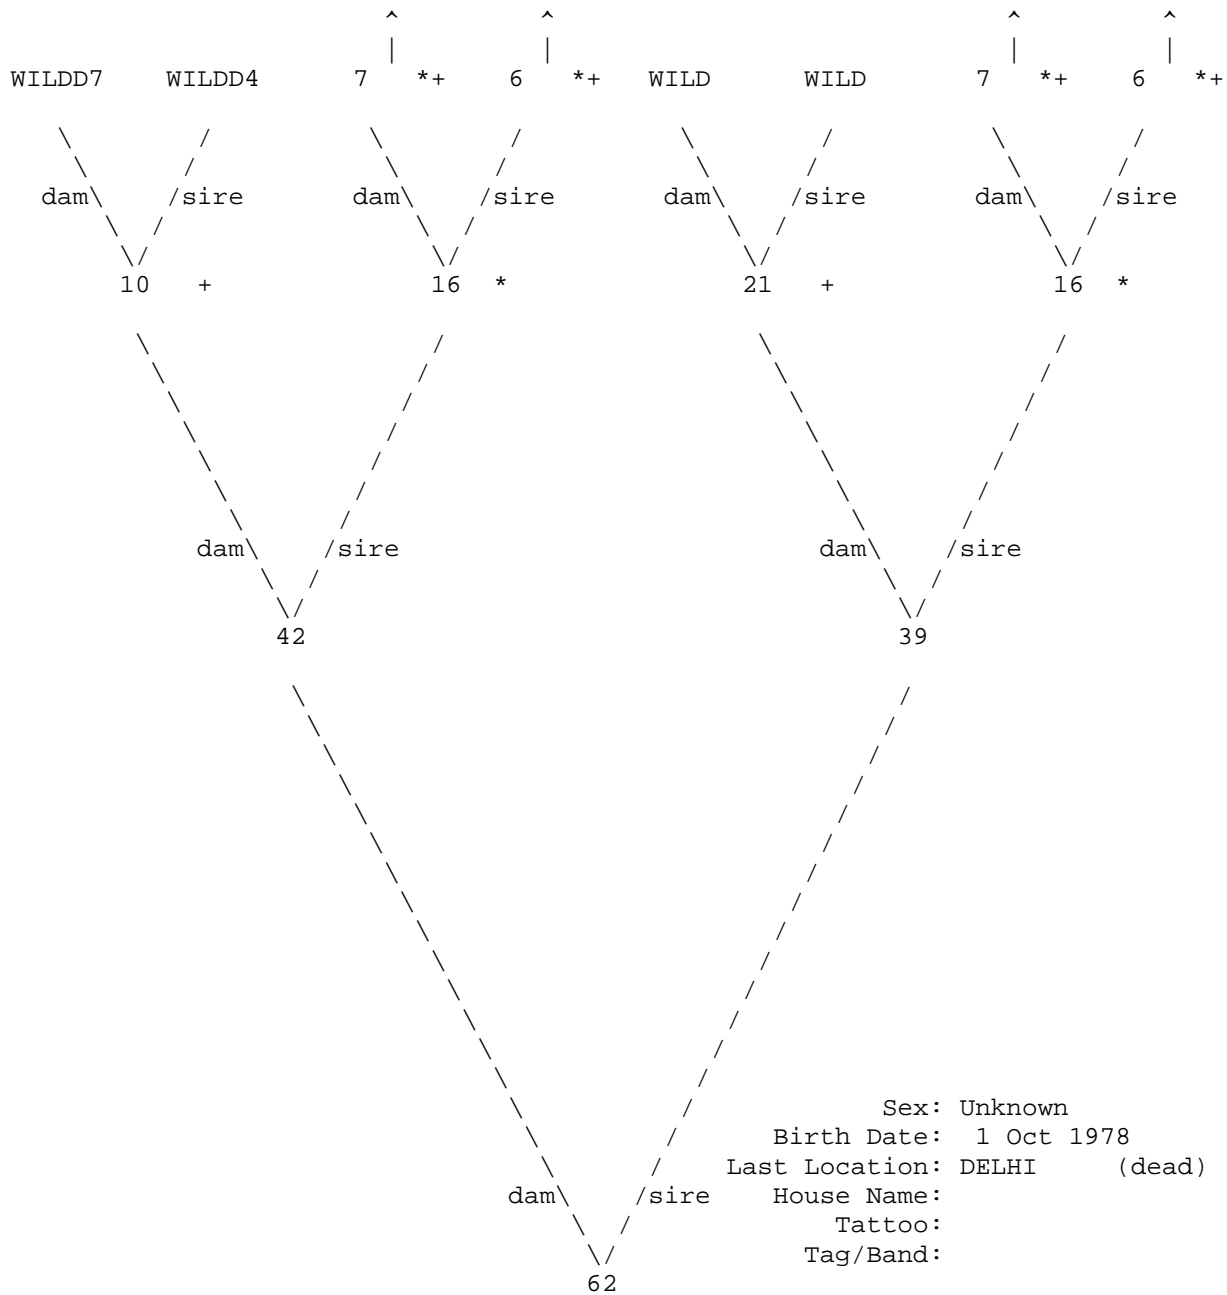 ^ ^ ^ ^
| | | |
WILDD7 WILDD4 7 *+ 6 *+ WILD WILD 7 *+ 6 *+
dam sire dam sire dam sire dam sire
10 + 16 * 21 + 16 *
dam sire dam sire
42 39
Sex: Unknown
Birth Date: 1 Oct 1978
Last Location: DELHI (dead)
dam sire House Name:
Tattoo:
Tag/Band:
62